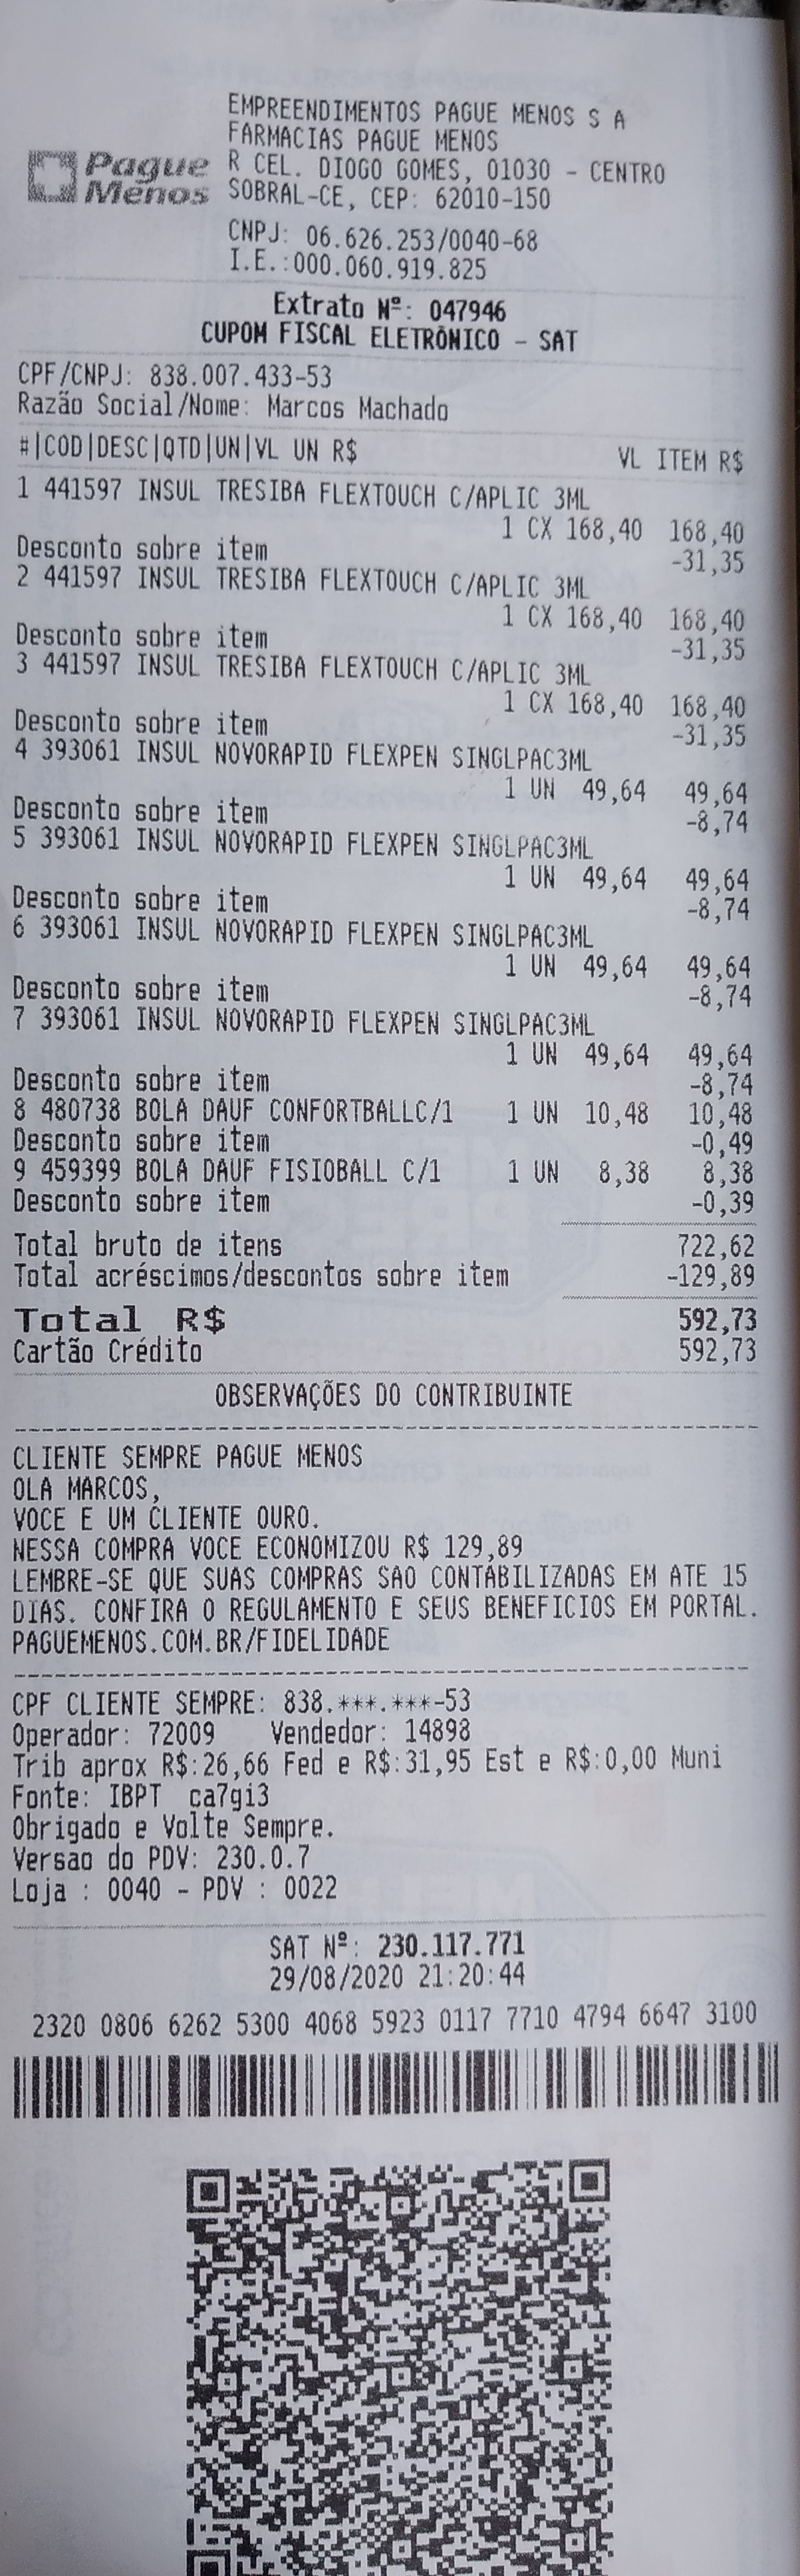 Pague Menos
EMPREENDIMENTOS PAGUE MENOS S A
FARMACIAS PAGUE MENOS
R CEL. DIOGO GOMES, 01030 - CENTRO
SOBRAL-CE, CEP: 62010-150
CNPJ: 06.626.253/0040-68
I.E.:000.060.919.825
Extrato Nº: 047946
CUPOM FISCAL ELETRÔNICO - SAT
CPF/CNPJ: 838.007.433-53
Razão Social/Nome: Marcos Machado
#|COD|DESC|QTD|UN|VL UN R$ VL ITEM R$
1 441597 INSUL TRESIBA FLEXTOUCH C/APLIC 3ML
1 CX 168,40 168,40
Desconto sobre item -31,35
2 441597 INSUL TRESIBA FLEXTOUCH C/APLIC 3ML
1 CX 168,40 168,40
Desconto sobre item -31,35
3 441597 INSUL TRESIBA FLEXTOUCH C/APLIC 3ML
1 CX 168,40 168,40
Desconto sobre item -31,35
4 393061 INSUL NOVORAPID FLEXPEN SINGLPAC3ML
1 UN 49,64 49,64
Desconto sobre item -8,74
5 393061 INSUL NOVORAPID FLEXPEN SINGLPAC3ML
1 UN 49,64 49,64
Desconto sobre item -8,74
6 393061 INSUL NOVORAPID FLEXPEN SINGLPAC3ML
1 UN 49,64 49,64
Desconto sobre item -8,74
7 393061 INSUL NOVORAPID FLEXPEN SINGLPAC3ML
1 UN 49,64 49,64
Desconto sobre item -8,74
8 480738 BOLA DAUF CONFORTBALLC/1 1 UN 10,48 10,48
Desconto sobre item -0,49
9 459399 BOLA DAUF FISIOBALL C/1 1 UN 8,38 8,38
Desconto sobre item -0,39
Total bruto de itens 722,62
Total acréscimos/descontos sobre item -129,89
Total R$ 592,73
Cartão Crédito 592,73
OBSERVAÇÕES DO CONTRIBUINTE
CLIENTE SEMPRE PAGUE MENOS
OLA MARCOS,
VOCE E UM CLIENTE OURO.
NESSA COMPRA VOCE ECONOMIZOU R$ 129,89
LEMBRE-SE QUE SUAS COMPRAS SAO CONTABILIZADAS EM ATE 15
DIAS. CONFIRA O REGULAMENTO E SEUS BENEFICIOS EM PORTAL.
PAGUEMENOS.COM.BR/FIDELIDADE
CPF CLIENTE SEMPRE: 838.***.***-53
Operador: 72009 Vendedor: 14898
Trib aprox R$:26,66 Fed e R$:31,95 Est e R$:0,00 Muni
Fonte: IBPT ca7gi3
Obrigado e Volte Sempre.
Versao do PDV: 230.0.7
Loja : 0040 - PDV : 0022
SAT Nº: 230.117.771
29/08/2020 21:20:44
2320 0806 6262 5300 4068 5923 0117 7710 4794 6647 3100